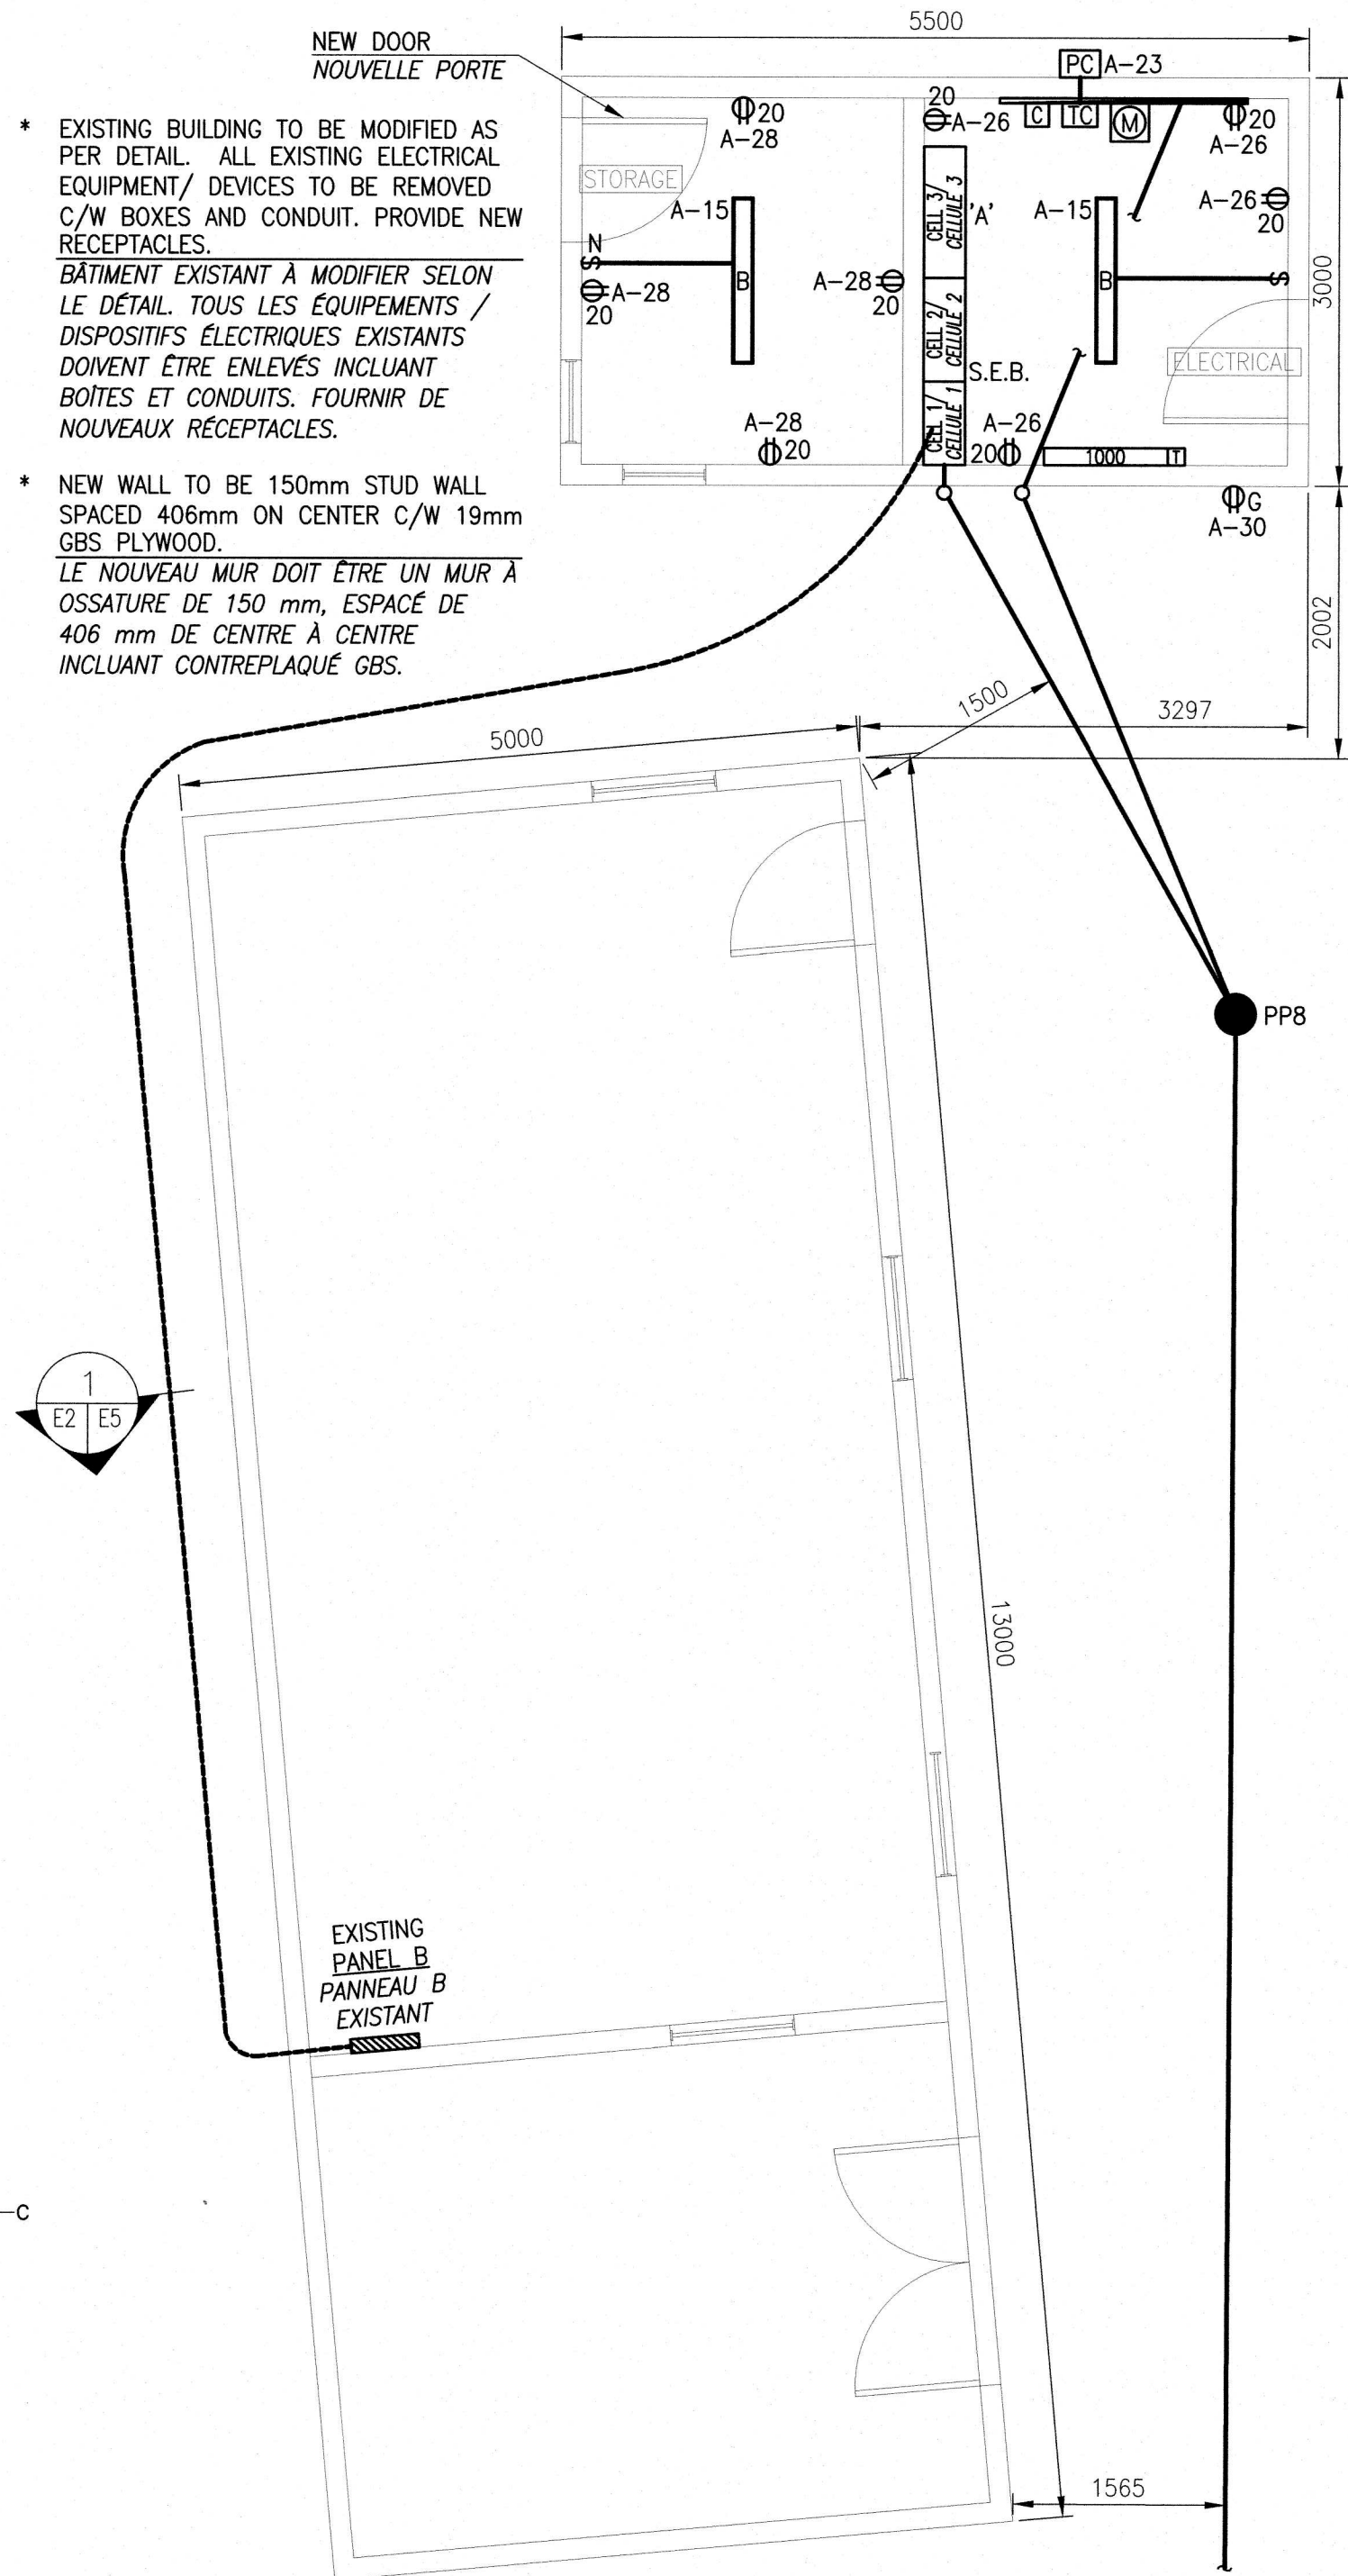 5500
NEW DOOR
NOUVELLE PORTE
PC A-23
* EXISTING BUILDING TO BE MODIFIED AS
PER DETAIL. ALL EXISTING ELECTRICAL
EQUIPMENT/ DEVICES TO BE REMOVED
C/W BOXES AND CONDUIT. PROVIDE NEW
RECEPTACLES.
BÂTIMENT EXISTANT À MODIFIER SELON
LE DÉTAIL. TOUS LES ÉQUIPEMENTS /
DISPOSITIFS ÉLECTRIQUES EXISTANTS
DOIVENT ÊTRE ENLEVÉS INCLUANT
BOÎTES ET CONDUITS. FOURNIR DE
NOUVEAUX RÉCEPTACLES.
* NEW WALL TO BE 150mm STUD WALL
SPACED 406mm ON CENTER C/W 19mm
GBS PLYWOOD.
LE NOUVEAU MUR DOIT ÊTRE UN MUR À
OSSATURE DE 150 mm, ESPACÉ DE
406 mm DE CENTRE À CENTRE
INCLUANT CONTREPLAQUÉ GBS.
20
A-28
20
A-26
C
TC
M
20
A-26
STORAGE
A-15
CELL 3/
CELLULE 3
'A'
A-15
A-26
20
S N
A-28
20
B
A-28
20
CELL 2/
CELLULE 2
B
S
3000
S.E.B.
ELECTRICAL
CELL 1/
CELLULE 1
A-28
20
A-26
20
1000
T
G
A-30
2002
1500
3297
5000
PP8
1
E2
E5
13000
EXISTING
PANEL B
PANNEAU B
EXISTANT
-C
1565